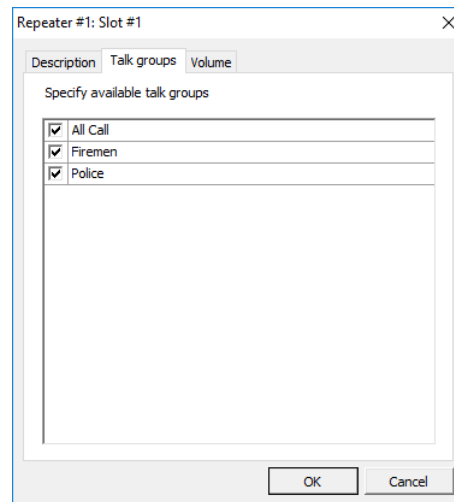 Repeater #1: Slot #1
Description Talk groups Volume
Specify available talk groups
All Call
Firemen
Police
OK Cancel